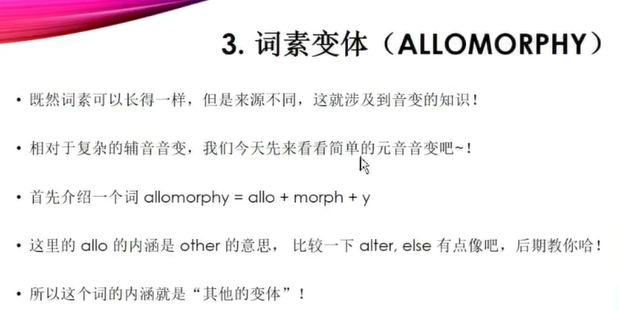 3. 词素变体（ALLOMORPHY）
• 既然词素可以长得一样，但是来源不同，这就涉及到音变的知识！
• 相对于复杂的辅音音变，我们今天先来看看简单的元音音变吧~！
• 首先介绍一个词 allomorphy = allo + morph + y
• 这里的 allo 的内涵是 other 的意思， 比较一下 alter, else 有点像吧，后期教你哈！
• 所以这个词的内涵就是“其他的变体”！